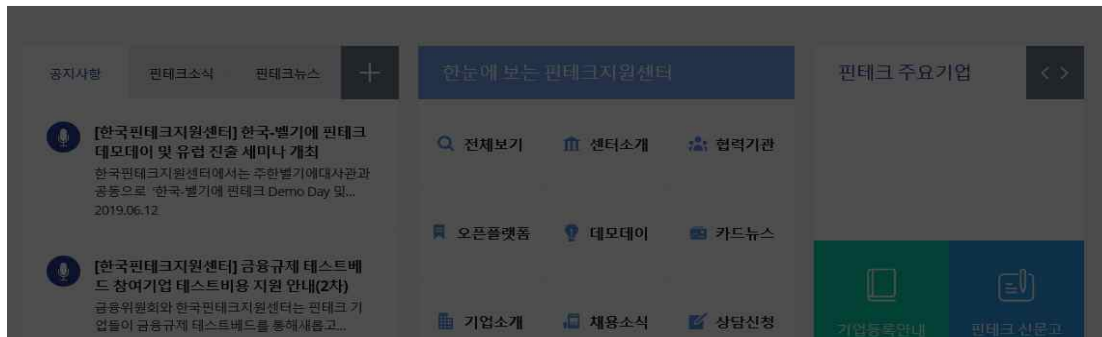 공지사항
핀테크소식
핀테크뉴스
[한국핀테크지원센터] 한국-벨기에 핀테크
데모데이 및 유럽 진출 세미나 개최
한국핀테크지원센터에서는 주한벨기에대사관과
공동으로 '한국-벨기에 핀테크 Demo Day 및...
2019.06.12
[한국핀테크지원센터] 금융규제 테스트베
드 참여기업 테스트비용 지원 안내(2차)
금융위원회와 한국핀테크지원센터는 핀테크 기
업들이 금융규제 테스트베드를 통해새롭고...
한눈에 보는 핀테크지원센터
전체보기
센터소개
협력기관
오픈플랫폼
데모데이
카드뉴스
기업소개
채용소식
상담신청
핀테크 주요기업
기업등록안내
핀테크 신문고